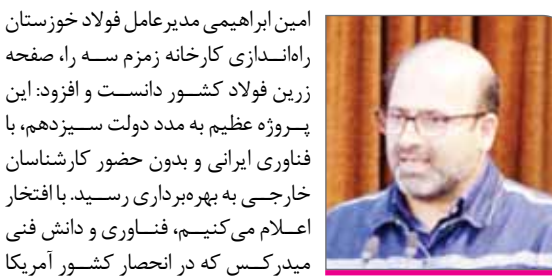 امین ابراهیمی مدیرعامل فولاد خوزستان
راه‌اندازی کارخانه زمزم سه را، صفحه
زرین فولاد کشور دانست و افزود: این
پروژه عظیم به مدد دولت سیزدهم، با
فناوری ایرانی و بدون حضور کارشناسان
خارجی به بهره‌برداری رسید. با افتخار
اعلام می‌کنیم، فناوری و دانش فنی
میدرکس که در انحصار کشور آمریکا